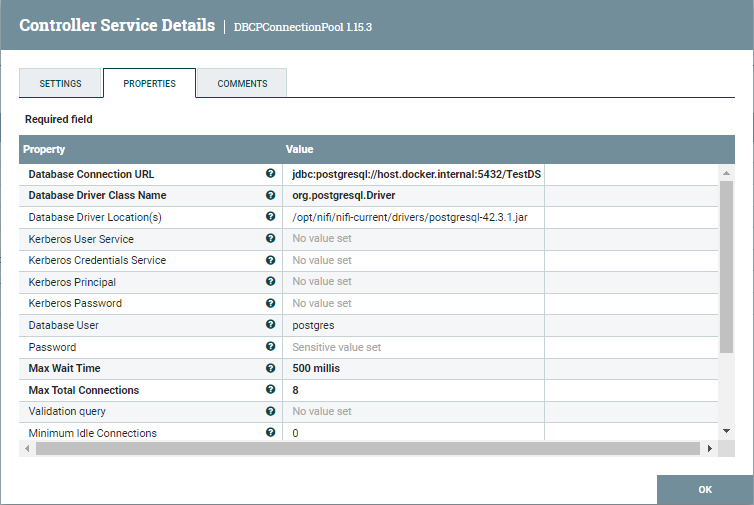 Controller Service Details | DBCPConnectionPool 1.15.3
SETTINGS PROPERTIES COMMENTS
Required field
Property Value
Database Connection URL jdbc:postgresql://host.docker.internal:5432/TestDS
Database Driver Class Name org.postgresql.Driver
Database Driver Location(s) /opt/nifi/nifi-current/drivers/postgresql-42.3.1.jar
Kerberos User Service No value set
Kerberos Credentials Service No value set
Kerberos Principal No value set
Kerberos Password No value set
Database User postgres
Password Sensitive value set
Max Wait Time 500 millis
Max Total Connections 8
Validation query No value set
Minimum Idle Connections 0
OK